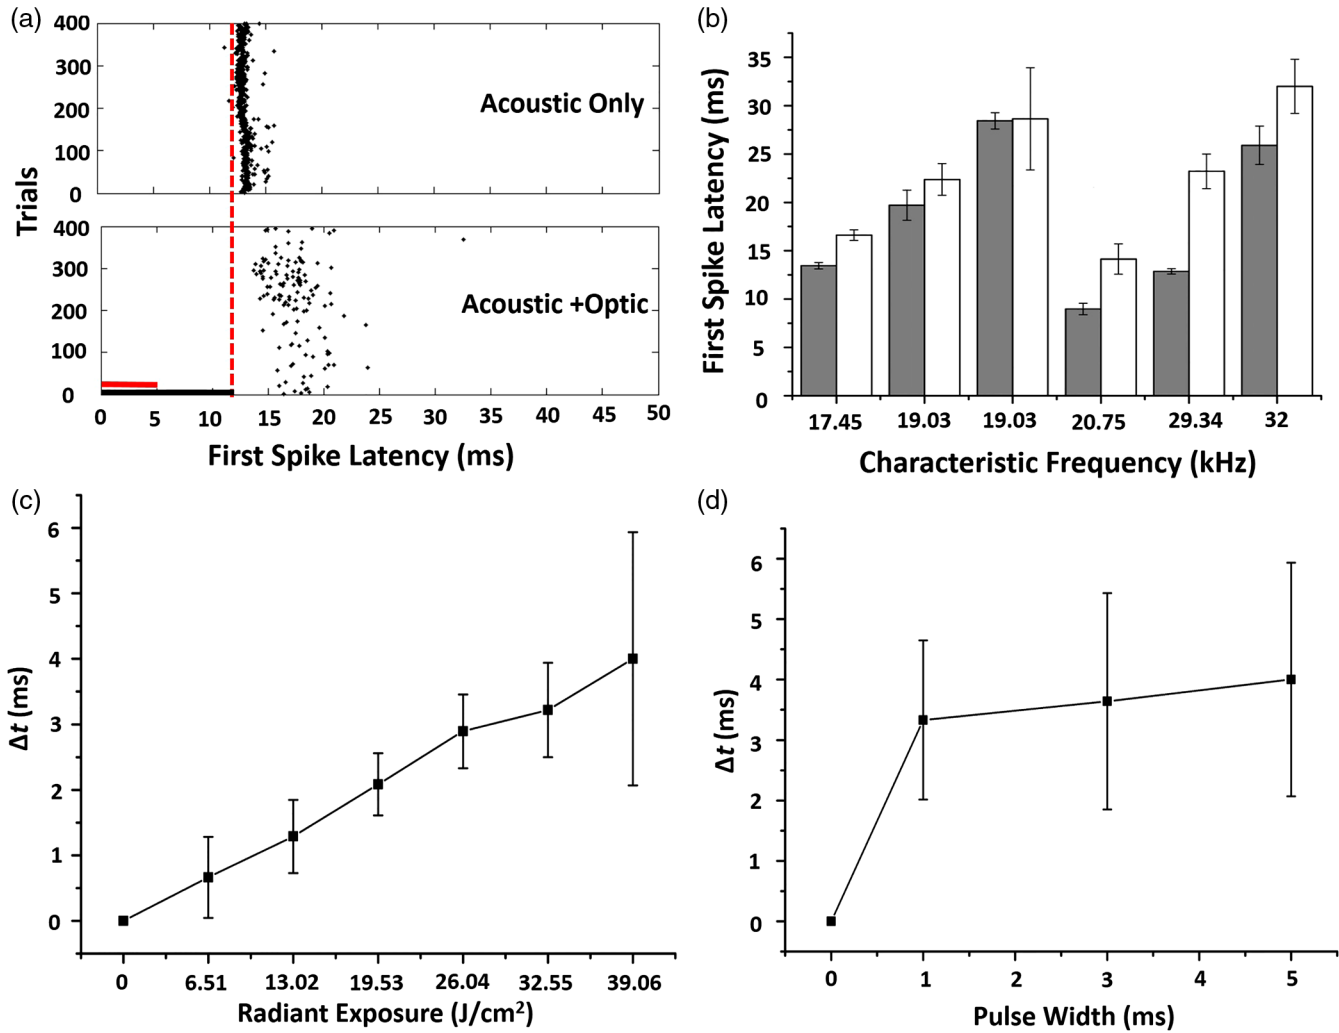 (a)
400
300
200
100
0
Acoustic Only
Trials
400
300
200
100
0
Acoustic +Optic
0 5 10 15 20 25 30 35 40 45 50
First Spike Latency (ms)
(b)
First Spike Latency (ms)
35
30
25
20
15
10
5
0
17.45 19.03 19.03 20.75 29.34 32
Characteristic Frequency (kHz)
(c)
Δt (ms)
6
5
4
3
2
1
0
0 6.51 13.02 19.53 26.04 32.55 39.06
Radiant Exposure (J/cm²)
(d)
Δt (ms)
6
5
4
3
2
1
0
0 1 2 3 4 5
Pulse Width (ms)